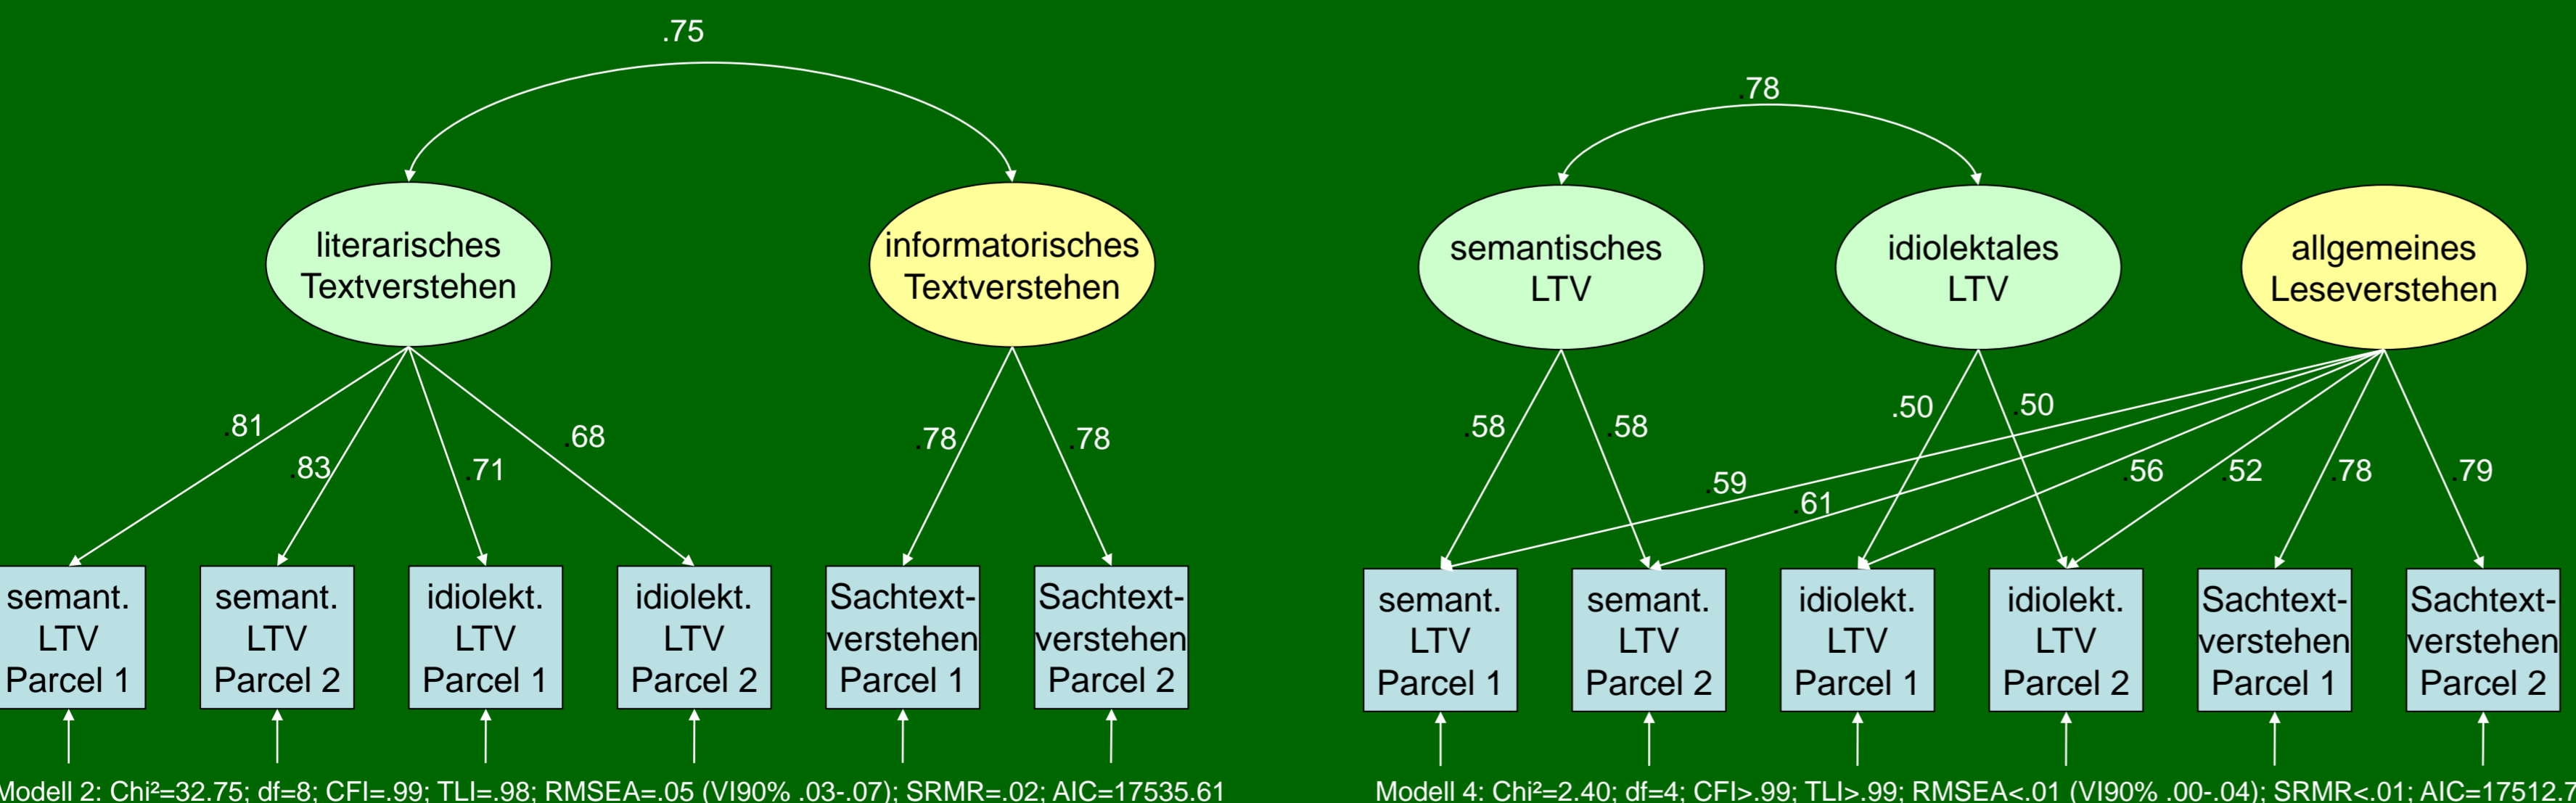 .75
.78
literarisches
Textverstehen
informatorisches
Textverstehen
semantisches
LTV
idiolektales
LTV
allgemeines
Leseverstehen
.81
.83
.71
.68
.78
.78
.58
.58
.50
.50
.59
.61
.56
.52
.78
.79
semant.
LTV
Parcel 1
semant.
LTV
Parcel 2
idiolekt.
LTV
Parcel 1
idiolekt.
LTV
Parcel 2
Sachtext-
verstehen
Parcel 1
Sachtext-
verstehen
Parcel 2
semant.
LTV
Parcel 1
semant.
LTV
Parcel 2
idiolekt.
LTV
Parcel 1
idiolekt.
LTV
Parcel 2
Sachtext-
verstehen
Parcel 1
Sachtext-
verstehen
Parcel 2
Modell 2: Chi²=32.75; df=8; CFI=.99; TLI=.98; RMSEA=.05 (VI90% .03-.07); SRMR=.02; AIC=17535.61
Modell 4: Chi²=2.40; df=4; CFI>.99; TLI>.99; RMSEA<.01 (VI90% .00-.04); SRMR<.01; AIC=17512.7